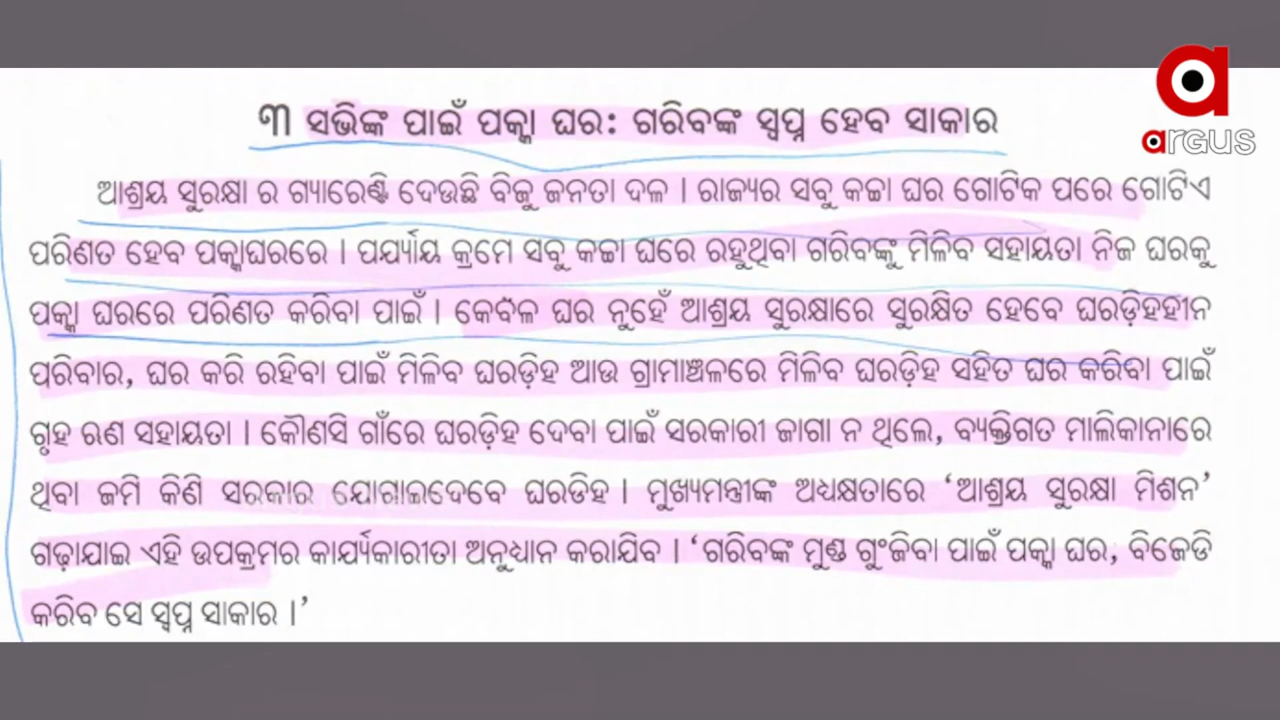 argus
୩ ସଭିଙ୍କ ପାଇଁ ପକ୍କା ଘର: ଗରିବଙ୍କ ସ୍ୱପ୍ନ ହେବ ସାକାର
ଆଶ୍ରୟ ସୁରକ୍ଷା ର ଗ୍ୟାରେଣ୍ଟି ଦେଉଛି ବିଜୁ ଜନତା ଦଳ । ରାଜ୍ୟର ସବୁ କଚ୍ଚା ଘର ଗୋଟିକ ପରେ ଗୋଟିଏ
ପରିଣତ ହେବ ପକ୍କାଘରରେ । ପର୍ଯ୍ୟାୟ କ୍ରମେ ସବୁ କଚ୍ଚା ଘରେ ରହୁଥିବା ଗରିବଙ୍କୁ ମିଳିବ ସହାୟତା ନିଜ ଘରକୁ
ପକ୍କା ଘରରେ ପରିଣତ କରିବା ପାଇଁ । କେବଳ ଘର ନୁହେଁ ଆଶ୍ରୟ ସୁରକ୍ଷାରେ ସୁରକ୍ଷିତ ହେବେ ଘରଡ଼ିହହୀନ
ପରିବାର, ଘର କରି ରହିବା ପାଇଁ ମିଳିବ ଘରଡ଼ିହ ଆଉ ଗ୍ରାମାଞ୍ଚଳରେ ମିଳିବ ଘରଡ଼ିହ ସହିତ ଘର କରିବା ପାଇଁ
ଗୃହ ଋଣ ସହାୟତା । କୌଣସି ଗାଁରେ ଘରଡ଼ିହ ଦେବା ପାଇଁ ସରକାରୀ ଜାଗା ନ ଥିଲେ, ବ୍ୟକ୍ତିଗତ ମାଲିକାନାରେ
ଥିବା ଜମି କିଣି ସରକାର ଯୋଗାଇଦେବେ ଘରଡିହ । ମୁଖ୍ୟମନ୍ତ୍ରୀଙ୍କ ଅଧ୍ୟକ୍ଷତାରେ ‘ଆଶ୍ରୟ ସୁରକ୍ଷା ମିଶନ’
ଗଢ଼ାଯାଇ ଏହି ଉପକ୍ରମର କାର୍ଯ୍ୟକାରୀତା ଅନୁଧ୍ୟାନ କରାଯିବ । ‘ଗରିବଙ୍କ ମୁଣ୍ଡ ଗୁଂଜିବା ପାଇଁ ପକ୍କା ଘର, ବିଜେଡି
କରିବ ସେ ସ୍ୱପ୍ନ ସାକାର ।’